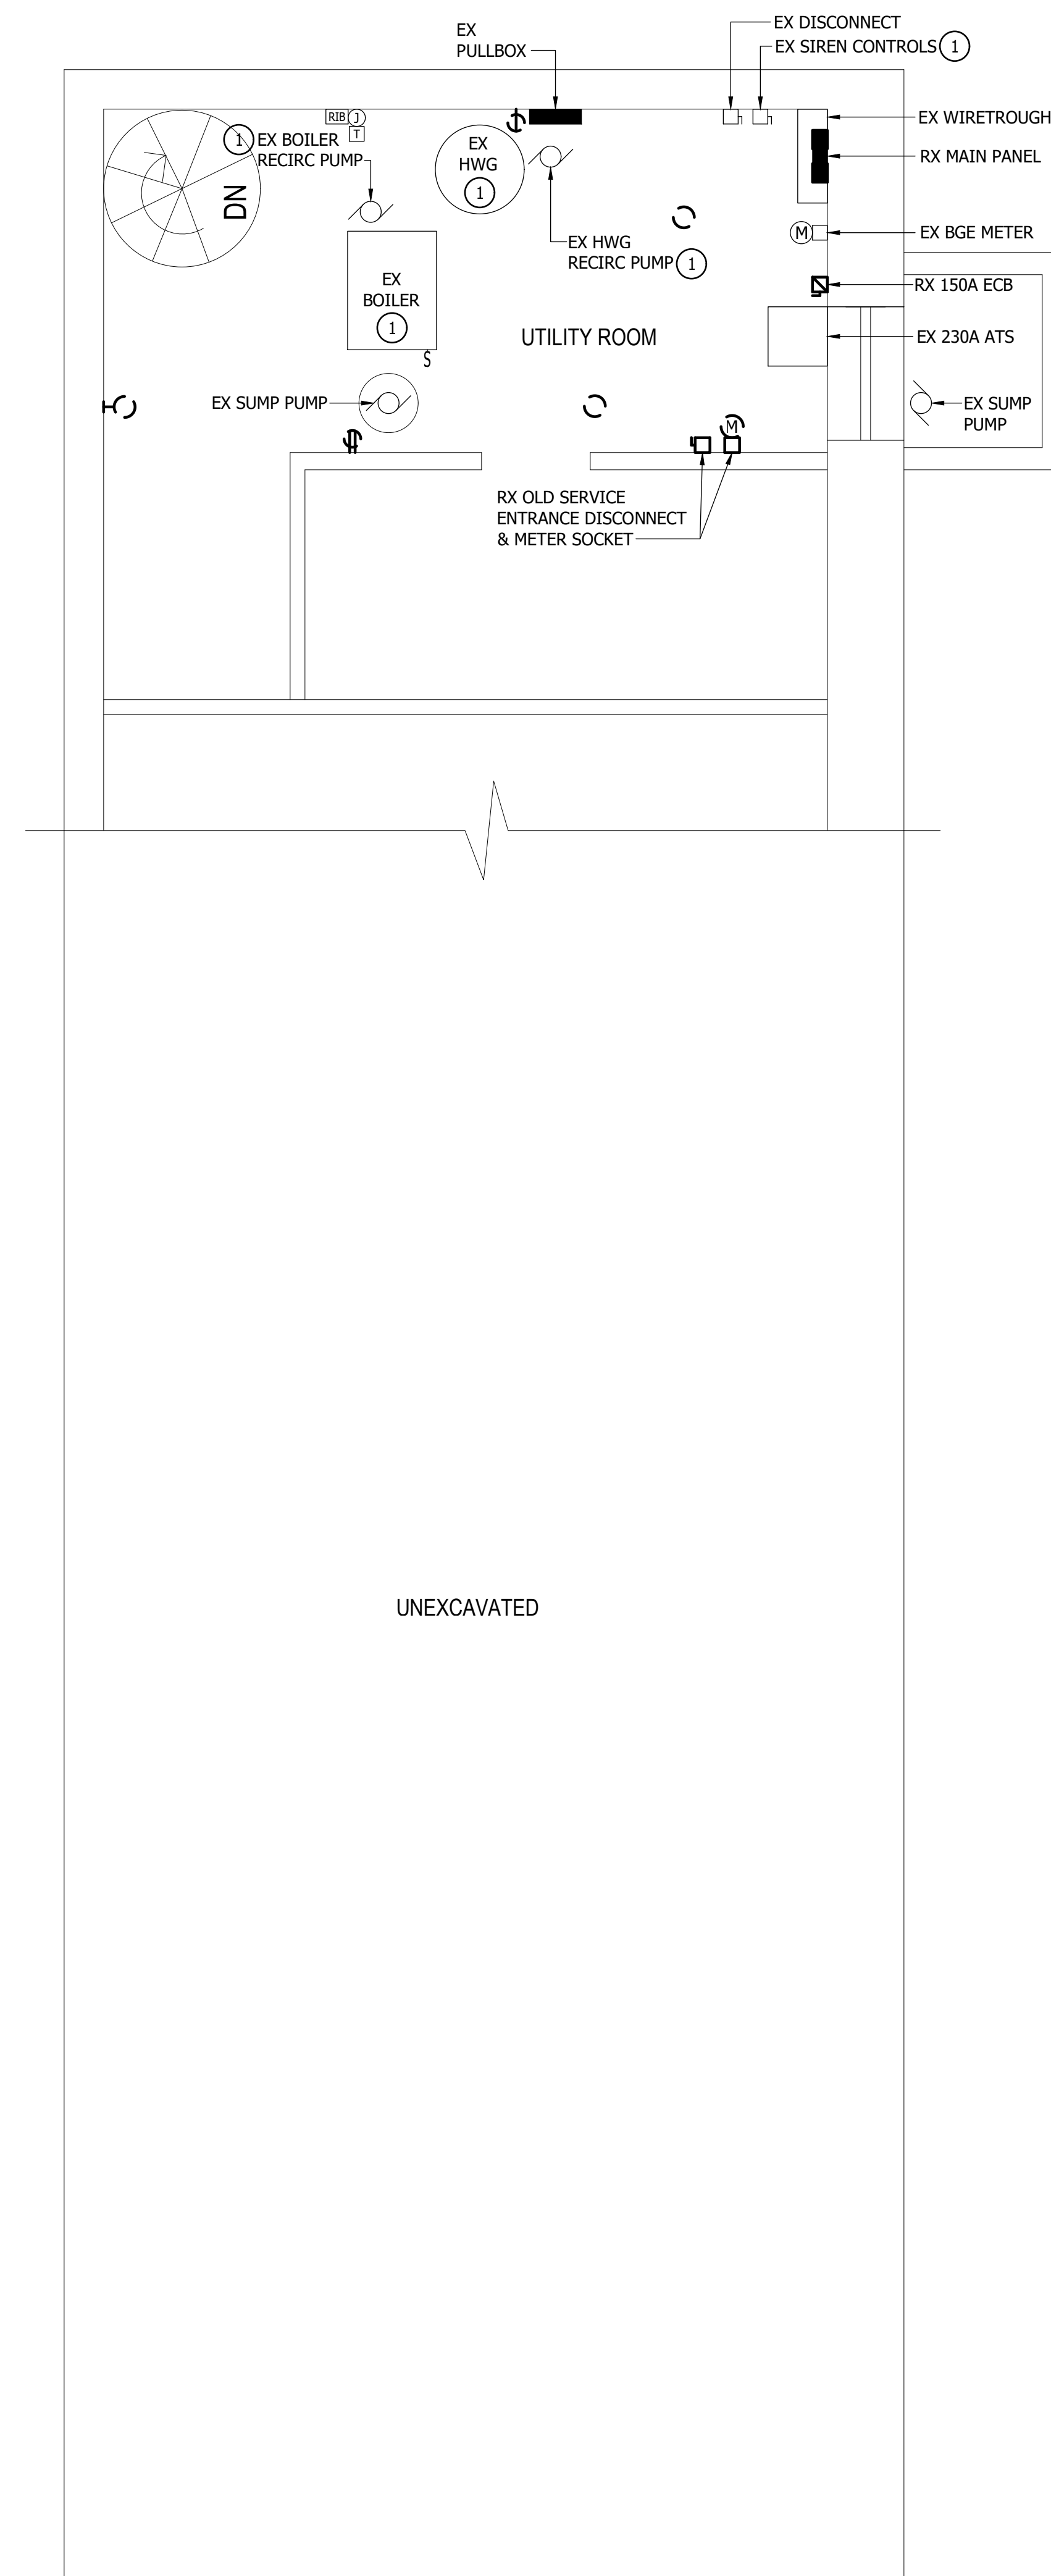 EX
PULLBOX
EX DISCONNECT
EX SIREN CONTROLS 1
RIB J
T
1 EX BOILER
RECIRC PUMP
EX
HWG
1
EX WIRETROUGH
RX MAIN PANEL
DN
M
EX BGE METER
EX HWG
RECIRC PUMP 1
EX
BOILER
1
RX 150A ECB
UTILITY ROOM
EX 230A ATS
S
EX SUMP PUMP
EX SUMP
PUMP
M
RX OLD SERVICE
ENTRANCE DISCONNECT
& METER SOCKET
UNEXCAVATED